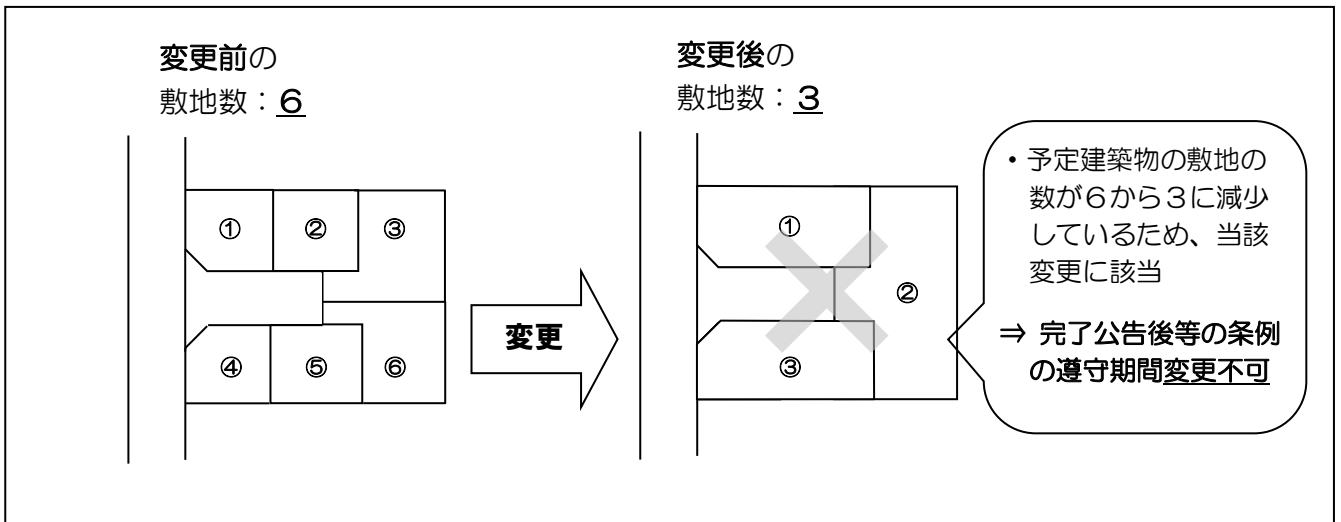 変更前の
敷地数：６
① ② ③
④ ⑤ ⑥
変更
変更後の
敷地数：３
①
②
③
・予定建築物の敷地の
数が６から３に減少
しているため、当該
変更に該当
⇒ 完了公告後等の条例
の遵守期間変更不可